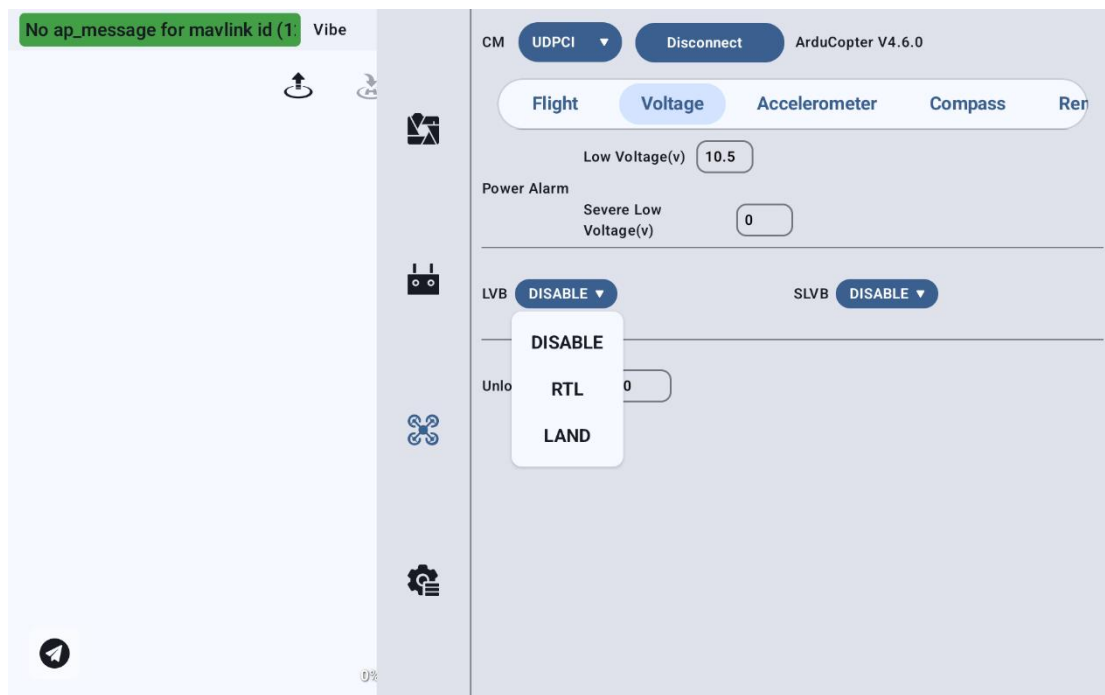 No ap_message for mavlink id (1
Vibe
CM UDPCI Disconnect ArduCopter V4.6.0
Flight Voltage Accelerometer Compass
Low Voltage(v) 10.5
Power Alarm
Severe Low
Voltage(v)
0
LVB DISABLE SLVB DISABLE
DISABLE
RTL
LAND
0
0%